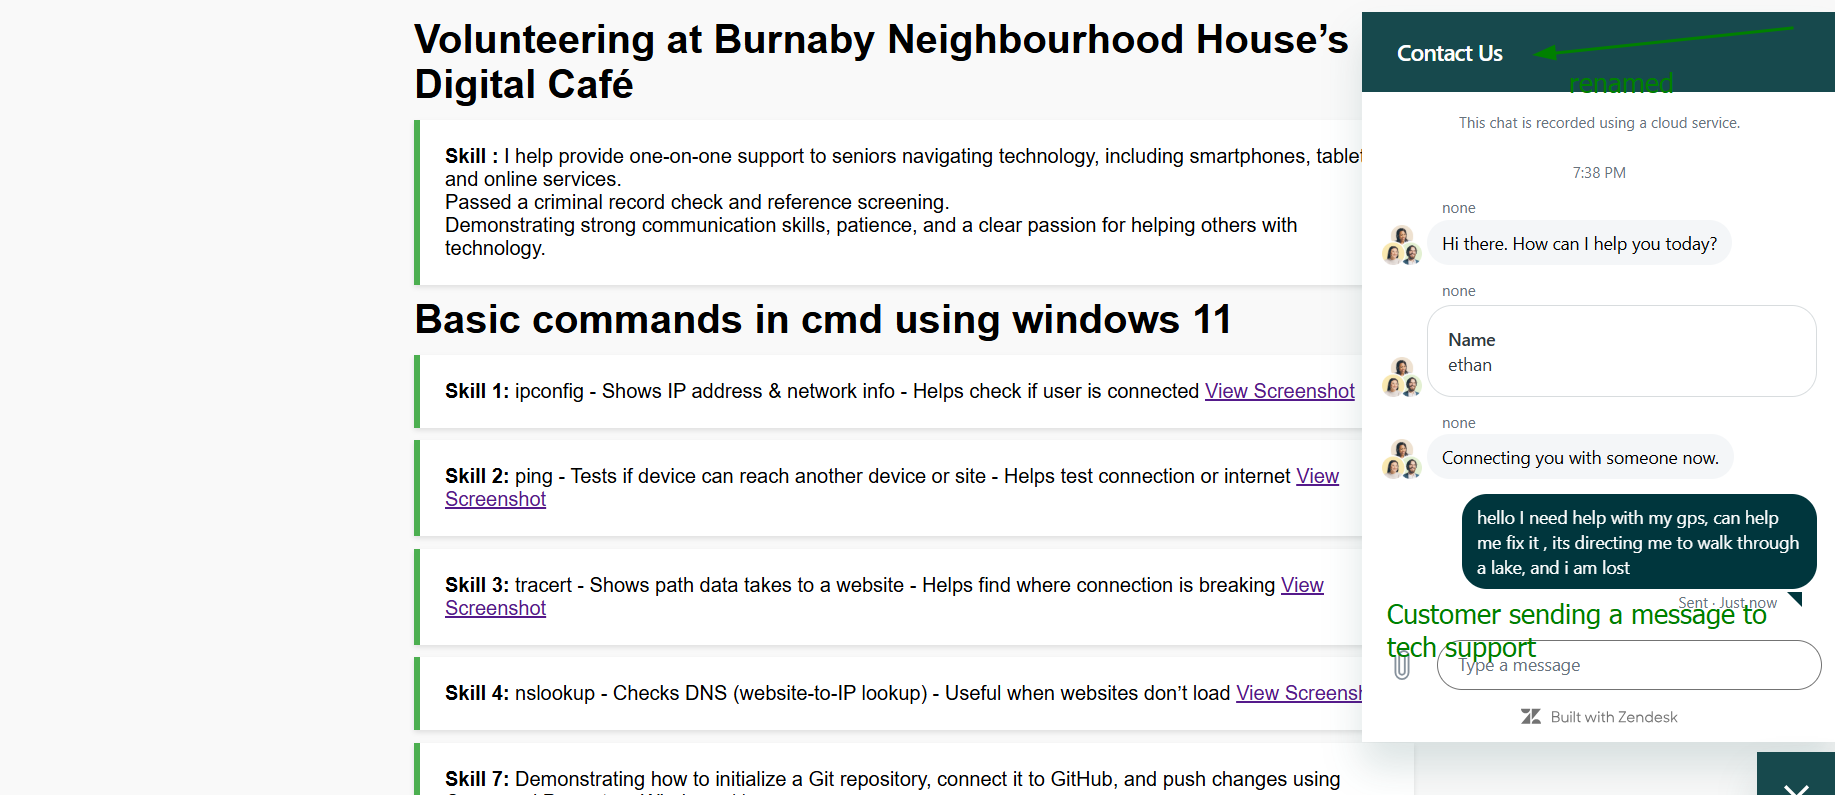 Volunteering at Burnaby Neighbourhood House’s
Digital Café
Skill : I help provide one-on-one support to seniors navigating technology, including smartphones, tablet
and online services.
Passed a criminal record check and reference screening.
Demonstrating strong communication skills, patience, and a clear passion for helping others with
technology.
Basic commands in cmd using windows 11
Skill 1: ipconfig - Shows IP address & network info - Helps check if user is connected View Screenshot
Skill 2: ping - Tests if device can reach another device or site - Helps test connection or internet View
Screenshot
Skill 3: tracert - Shows path data takes to a website - Helps find where connection is breaking View
Screenshot
Skill 4: nslookup - Checks DNS (website-to-IP lookup) - Useful when websites don’t load View Screensh
Skill 7: Demonstrating how to initialize a Git repository, connect it to GitHub, and push changes using
Contact Us
renamed
This chat is recorded using a cloud service.
7:38 PM
none
Hi there. How can I help you today?
none
Name
ethan
none
Connecting you with someone now.
hello I need help with my gps, can help
me fix it , its directing me to walk through
a lake, and i am lost
Sent · Just now
Customer sending a message to
tech support
Type a message
Built with Zendesk